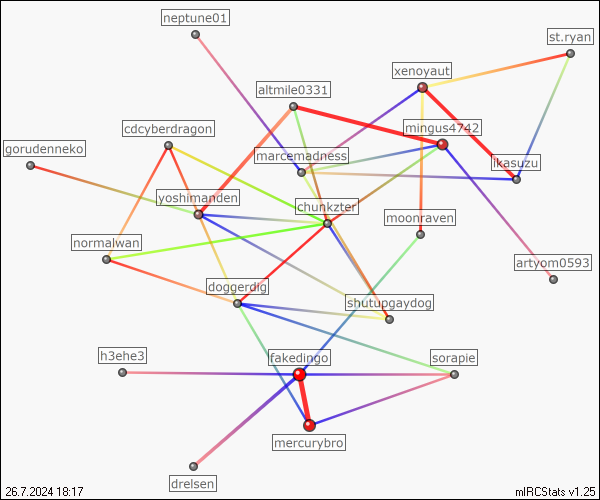 neptune01
st.ryan
xenoyaut
altmile0331
cdcyberdragon
mingus4742
gorudenneko
marcemadness
ikasuzu
yoshimanden
chunkzter
moonraven
normalwan
artyom0593
doggerdig
shutupgaydog
h3ehe3
fakedingo
sorapie
mercurybro
drelsen
26.7.2024 18:17
mIRCStats v1.25